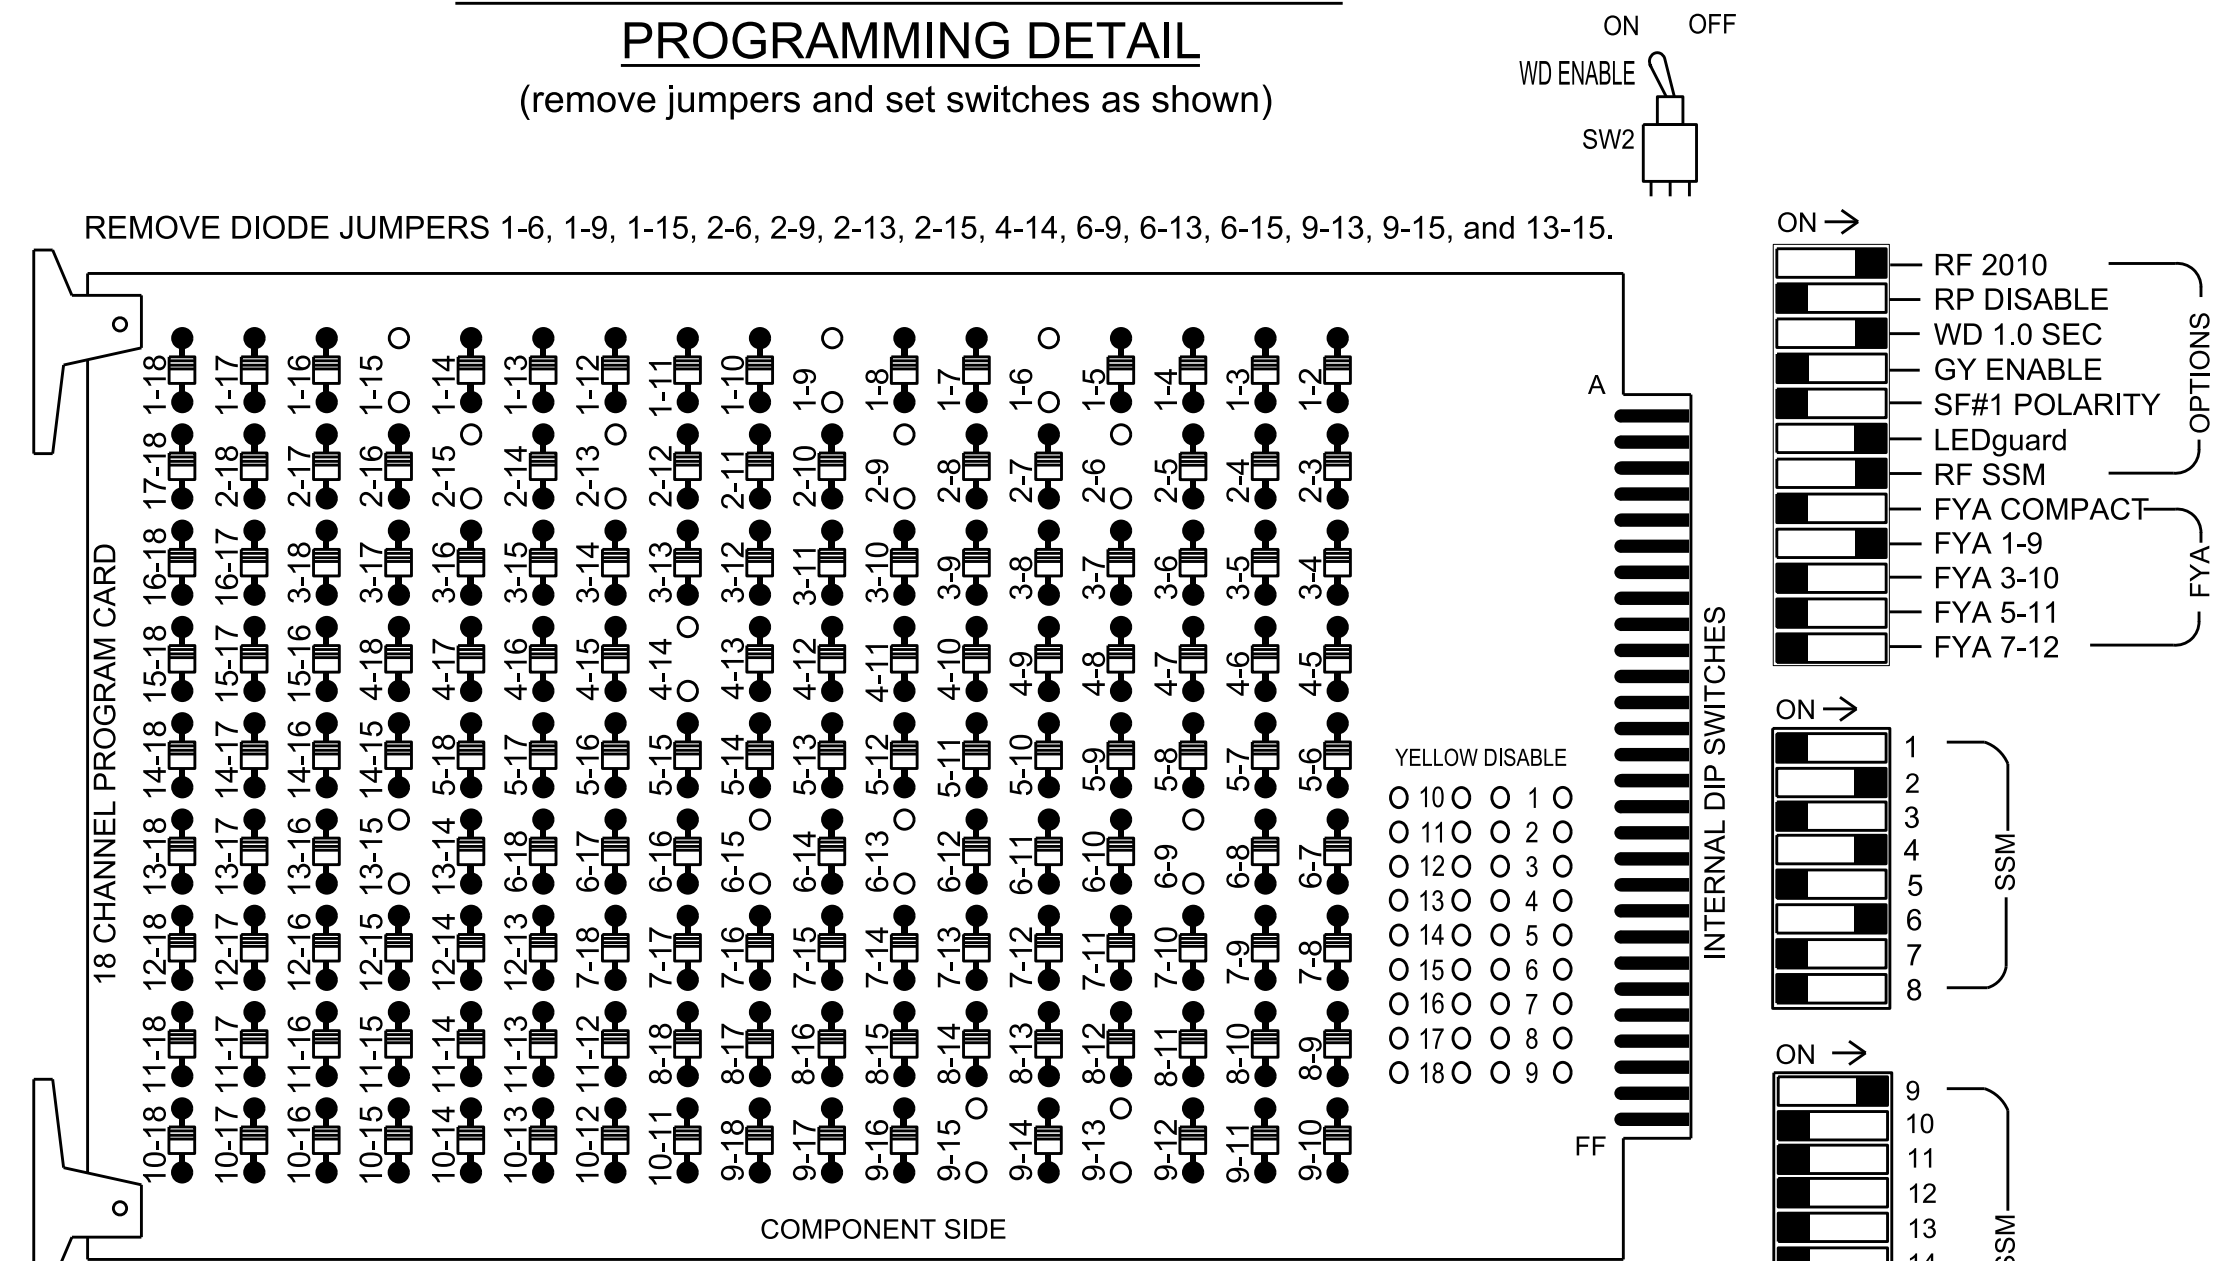 PROGRAMMING DETAIL
(remove jumpers and set switches as shown)
ON OFF
WD ENABLE
SW2
REMOVE DIODE JUMPERS 1-6, 1-9, 1-15, 2-6, 2-9, 2-13, 2-15, 4-14, 6-9, 6-13, 6-15, 9-13, 9-15, and 13-15.
18 CHANNEL PROGRAM CARD
1-18 1-17 1-16 1-15 1-14 1-13 1-12 1-11 1-10 1-9 1-8 1-7 1-6 1-5 1-4 1-3 1-2
17-18 2-18 2-17 2-16 2-15 2-14 2-13 2-12 2-11 2-10 2-9 2-8 2-7 2-6 2-5 2-4 2-3
16-18 16-17 3-18 3-17 3-16 3-15 3-14 3-13 3-12 3-11 3-10 3-9 3-8 3-7 3-6 3-5 3-4
15-18 15-17 15-16 4-18 4-17 4-16 4-15 4-14 4-13 4-12 4-11 4-10 4-9 4-8 4-7 4-6 4-5
14-18 14-17 14-16 14-15 5-18 5-17 5-16 5-15 5-14 5-13 5-12 5-11 5-10 5-9 5-8 5-7 5-6
13-18 13-17 13-16 13-15 13-14 6-18 6-17 6-16 6-15 6-14 6-13 6-12 6-11 6-10 6-9 6-8 6-7
12-18 12-17 12-16 12-15 12-14 12-13 7-18 7-17 7-16 7-15 7-14 7-13 7-12 7-11 7-10 7-9 7-8
11-18 11-17 11-16 11-15 11-14 11-13 11-12 8-18 8-17 8-16 8-15 8-14 8-13 8-12 8-11 8-10 8-9
10-18 10-17 10-16 10-15 10-14 10-13 10-12 10-11 9-18 9-17 9-16 9-15 9-14 9-13 9-12 9-11 9-10
COMPONENT SIDE
YELLOW DISABLE
10 1
11 2
12 3
13 4
14 5
15 6
16 7
17 8
18 9
A
FF
INTERNAL DIP SWITCHES
ON
RF 2010
RP DISABLE
WD 1.0 SEC
GY ENABLE
SF#1 POLARITY
LEDguard
RF SSM
FYA COMPACT
FYA 1-9
FYA 3-10
FYA 5-11
FYA 7-12
OPTIONS
FYA
ON
1
2
3
4
5
6
7
8
SSM
ON
9
10
11
12
13
14
SSM